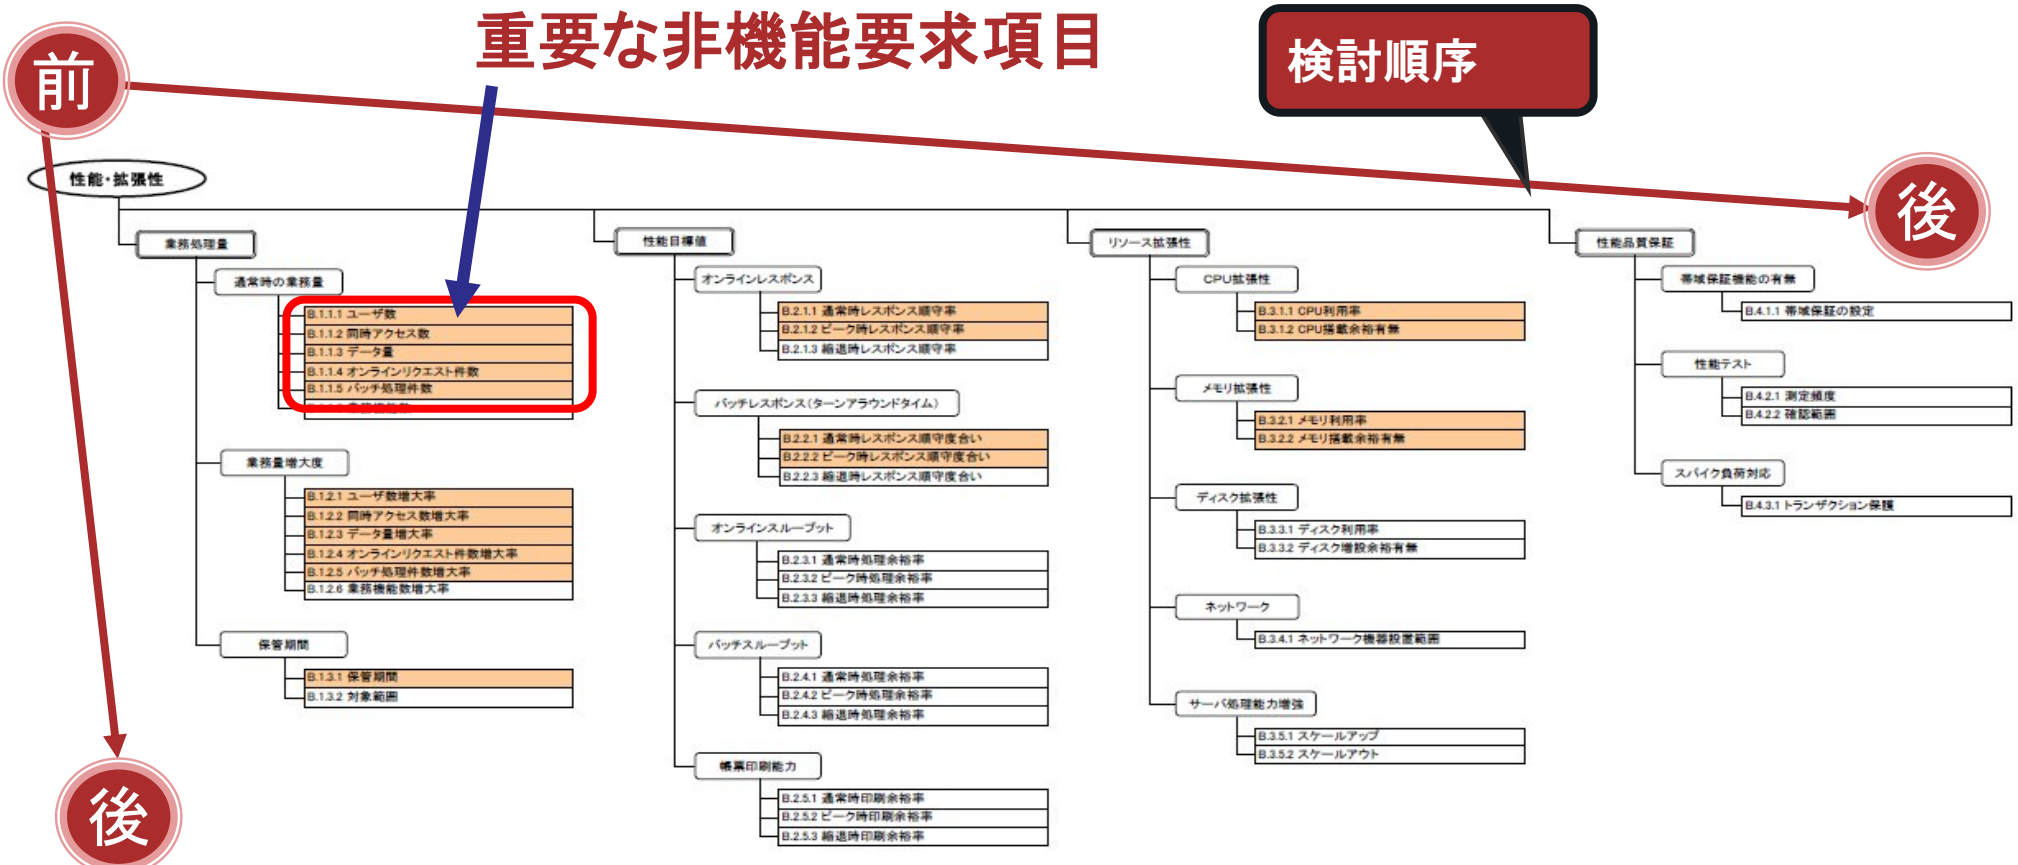 重要な非機能要求項目
検討順序
前
後
後
性能・拡張性
業務処理量
通常時の業務量
B.1.1.1 ユーザ数
B.1.1.2 同時アクセス数
B.1.1.3 データ量
B.1.1.4 オンラインリクエスト件数
B.1.1.5 バッチ処理件数
業務量増大度
B.1.2.1 ユーザ数増大率
B.1.2.2 同時アクセス数増大率
B.1.2.3 データ量増大率
B.1.2.4 オンラインリクエスト件数増大率
B.1.2.5 バッチ処理件数増大率
B.1.2.6 業務機能数増大率
保管期間
B.1.3.1 保管期間
B.1.3.2 対象範囲
性能目標値
オンラインレスポンス
B.2.1.1 通常時レスポンス順守率
B.2.1.2 ピーク時レスポンス順守率
B.2.1.3 縮退時レスポンス順守率
バッチレスポンス(ターンアラウンドタイム)
B.2.2.1 通常時レスポンス順守度合い
B.2.2.2 ピーク時レスポンス順守度合い
B.2.2.3 縮退時レスポンス順守度合い
オンラインスループット
B.2.3.1 通常時処理余裕率
B.2.3.2 ピーク時処理余裕率
B.2.3.3 縮退時処理余裕率
バッチスループット
B.2.4.1 通常時処理余裕率
B.2.4.2 ピーク時処理余裕率
B.2.4.3 縮退時処理余裕率
帳票印刷能力
B.2.5.1 通常時印刷余裕率
B.2.5.2 ピーク時印刷余裕率
B.2.5.3 縮退時印刷余裕率
リソース拡張性
CPU拡張性
B.3.1.1 CPU利用率
B.3.1.2 CPU搭載余裕有無
メモリ拡張性
B.3.2.1 メモリ利用率
B.3.2.2 メモリ搭載余裕有無
ディスク拡張性
B.3.3.1 ディスク利用率
B.3.3.2 ディスク増設余裕有無
ネットワーク
B.3.4.1 ネットワーク機器設置範囲
サーバ処理能力増強
B.3.5.1 スケールアップ
B.3.5.2 スケールアウト
性能品質保証
帯域保証機能の有無
B.4.1.1 帯域保証の設定
性能テスト
B.4.2.1 測定頻度
B.4.2.2 確認範囲
スパイク負荷対応
B.4.3.1 トランザクション保護